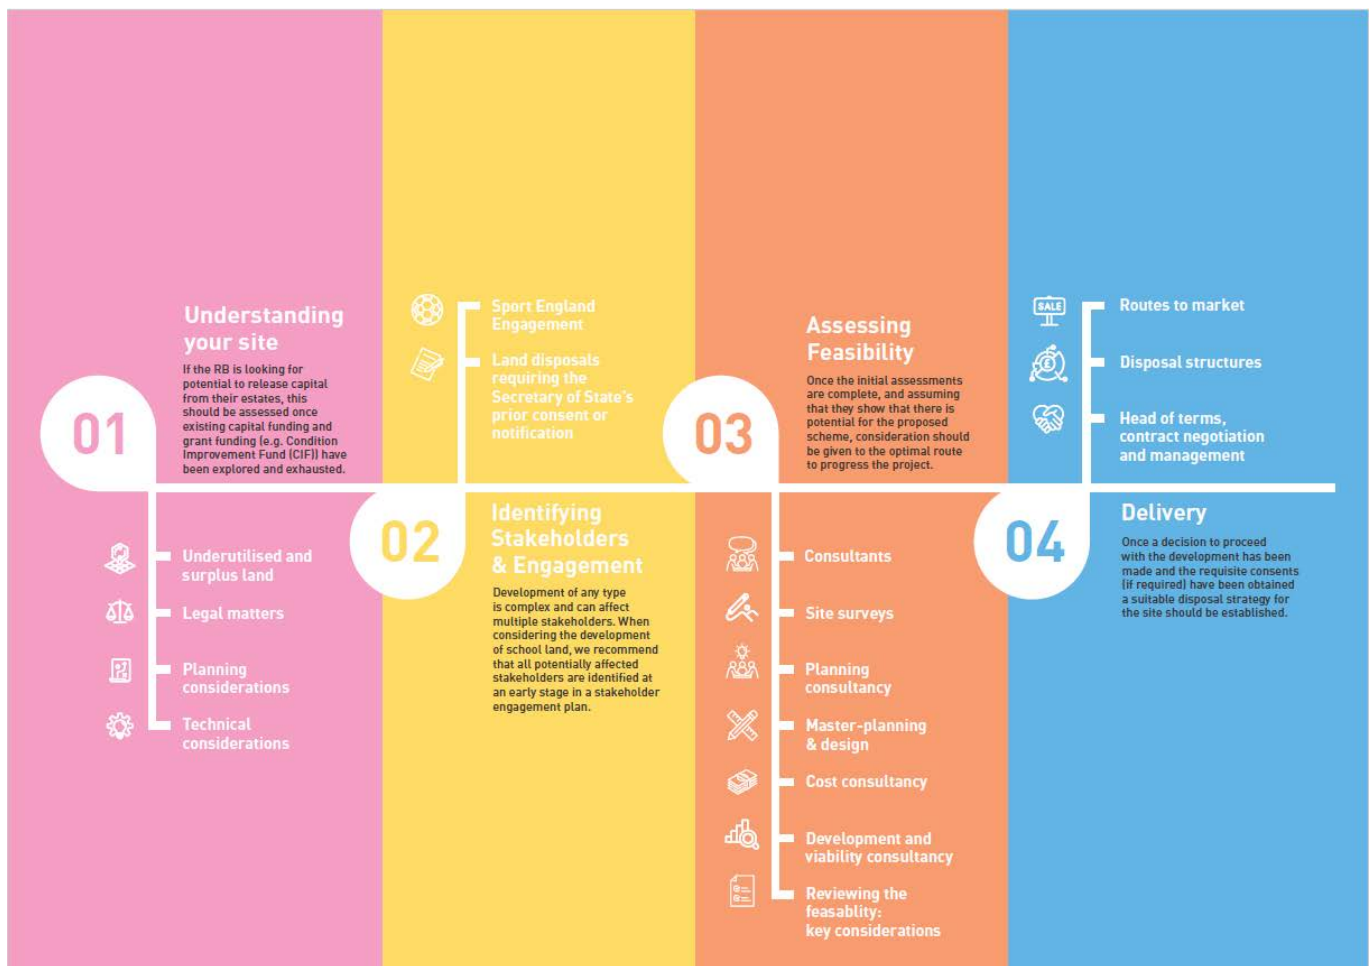 01
Understanding
your site
If the RB is looking for
potential to release capital
from their estates, this
should be assessed once
existing capital funding and
grant funding (e.g. Condition
Improvement Fund (CIF)) have
been explored and exhausted.
Underutilised and
surplus land
Legal matters
Planning
considerations
Technical
considerations
Sport England
Engagement
Land disposals
requiring the
Secretary of State's
prior consent or
notification
02
Identifying
Stakeholders
& Engagement
Development of any type
is complex and can affect
multiple stakeholders. When
considering the development
of school land, we recommend
that all potentially affected
stakeholders are identified at
an early stage in a stakeholder
engagement plan.
03
Assessing
Feasibility
Once the initial assessments
are complete, and assuming
that they show that there is
potential for the proposed
scheme, consideration should
be given to the optimal route
to progress the project.
Consultants
Site surveys
Planning
consultancy
Master-planning
& design
Cost consultancy
Development and
viability consultancy
Reviewing the
feasablity:
key considerations
SALE
Routes to market
£
Disposal structures
Head of terms,
contract negotiation
and management
04
Delivery
Once a decision to proceed
with the development has been
made and the requisite consents
(if required) have been obtained
a suitable disposal strategy for
the site should be established.